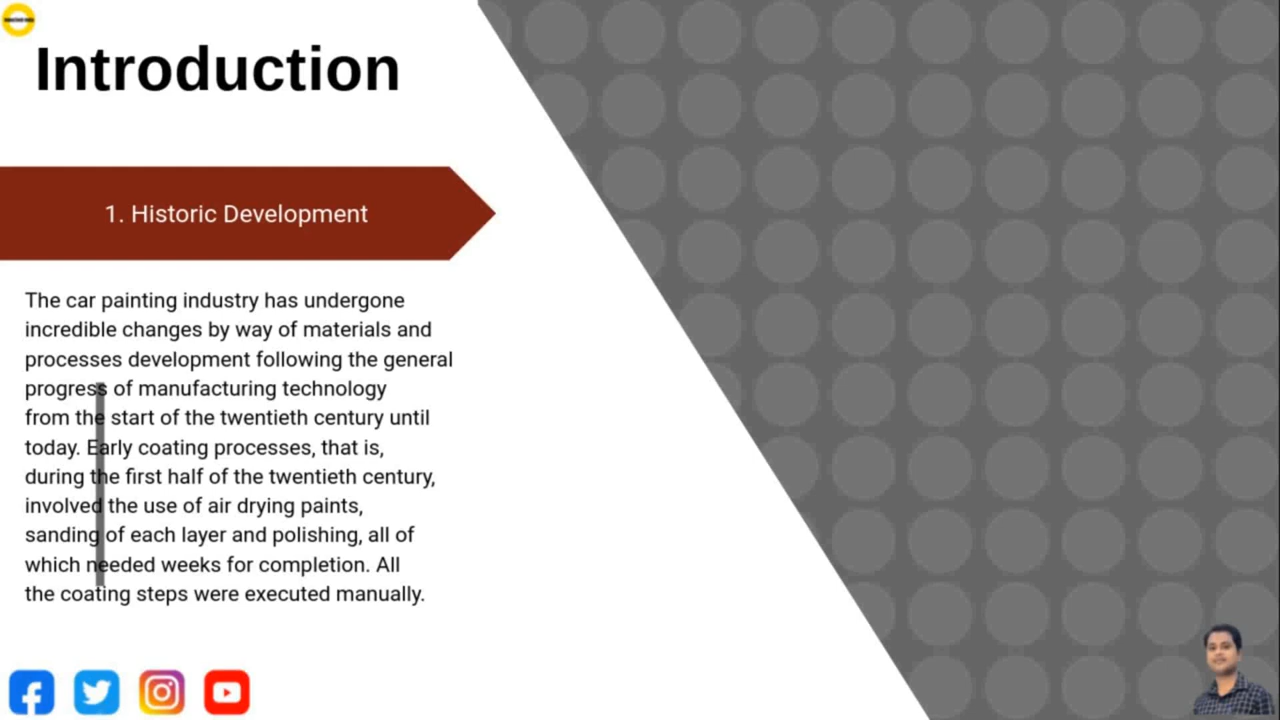 Introduction
1. Historic Development
The car painting industry has undergone
incredible changes by way of materials and
processes development following the general
progress of manufacturing technology
from the start of the twentieth century until
today. Early coating processes, that is,
during the first half of the twentieth century,
involved the use of air drying paints,
sanding of each layer and polishing, all of
which needed weeks for completion. All
the coating steps were executed manually.